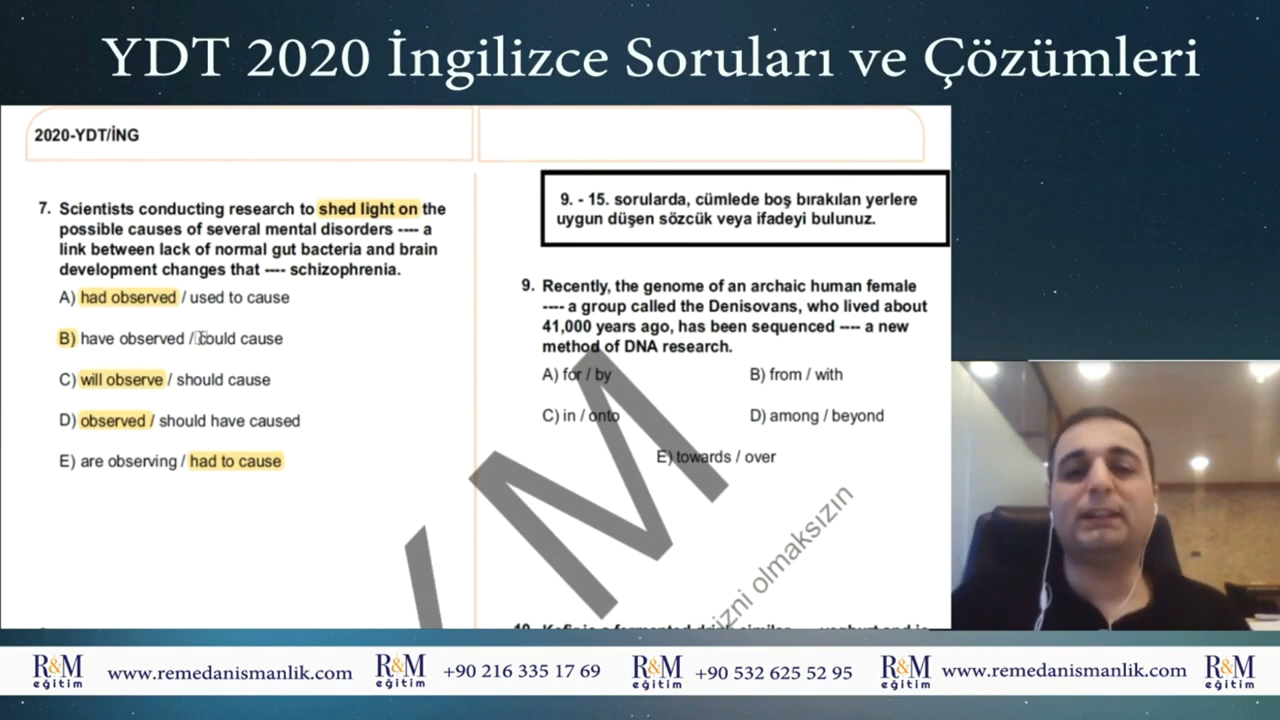 YDT 2020 İngilizce Soruları ve Çözümleri
2020-YDT/İNG
7. Scientists conducting research to shed light on the
possible causes of several mental disorders ---- a
link between lack of normal gut bacteria and brain
development changes that ---- schizophrenia.
A) had observed / used to cause
B) have observed / could cause
C) will observe / should cause
D) observed / should have caused
E) are observing / had to cause
9. - 15. sorularda, cümlede boş bırakılan yerlere
uygun düşen sözcük veya ifadeyi bulunuz.
9. Recently, the genome of an archaic human female
---- a group called the Denisovans, who lived about
41,000 years ago, has been sequenced ---- a new
method of DNA research.
A) for / by
B) from / with
C) in / onto
D) among / beyond
E) towards / over
izni olmaksızın
R&M
eğitim
www.remedanismanlik.com
R&M
eğitim
+90 216 335 17 69
R&M
eğitim
+90 532 625 52 95
R&M
eğitim
www.remedanismanlik.com
R&M
eğitim